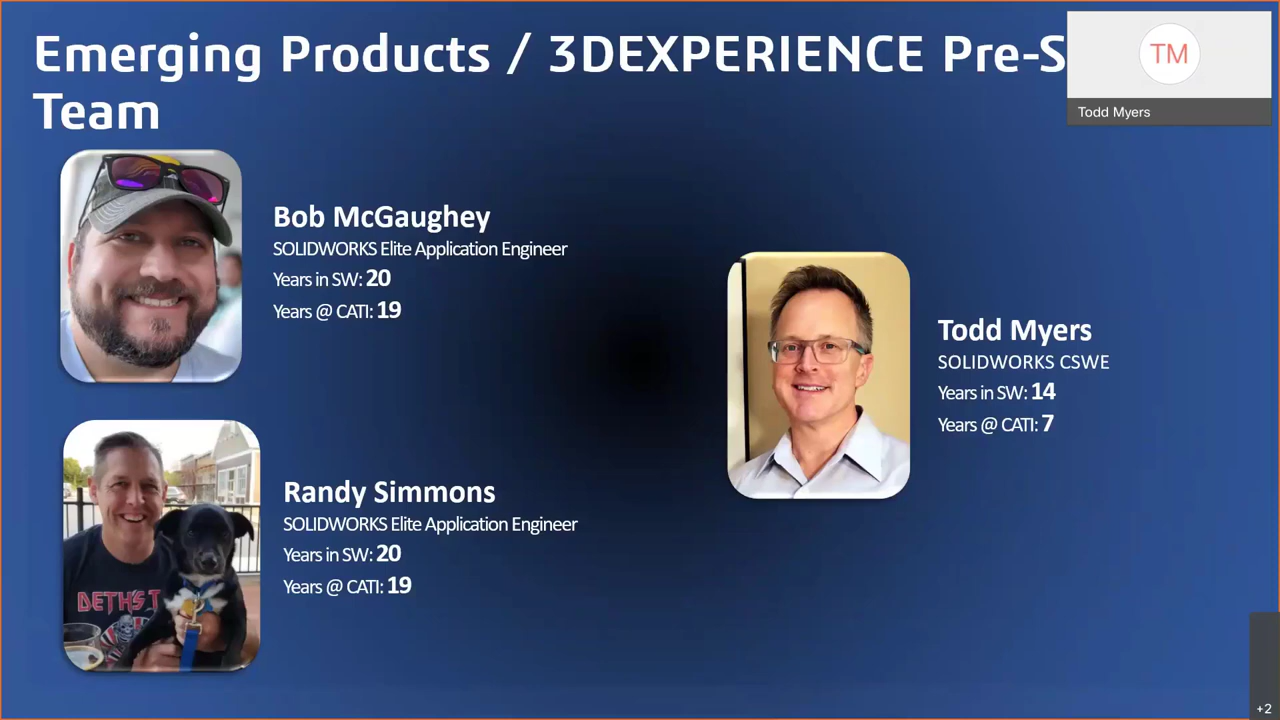 Emerging Products / 3DEXPERIENCE Pre-S
Team
TM
Todd Myers
Bob McGaughey
SOLIDWORKS Elite Application Engineer
Years in SW: 20
Years @ CATI: 19
Todd Myers
SOLIDWORKS CSWE
Years in SW: 14
Years @ CATI: 7
Randy Simmons
SOLIDWORKS Elite Application Engineer
Years in SW: 20
Years @ CATI: 19
+2